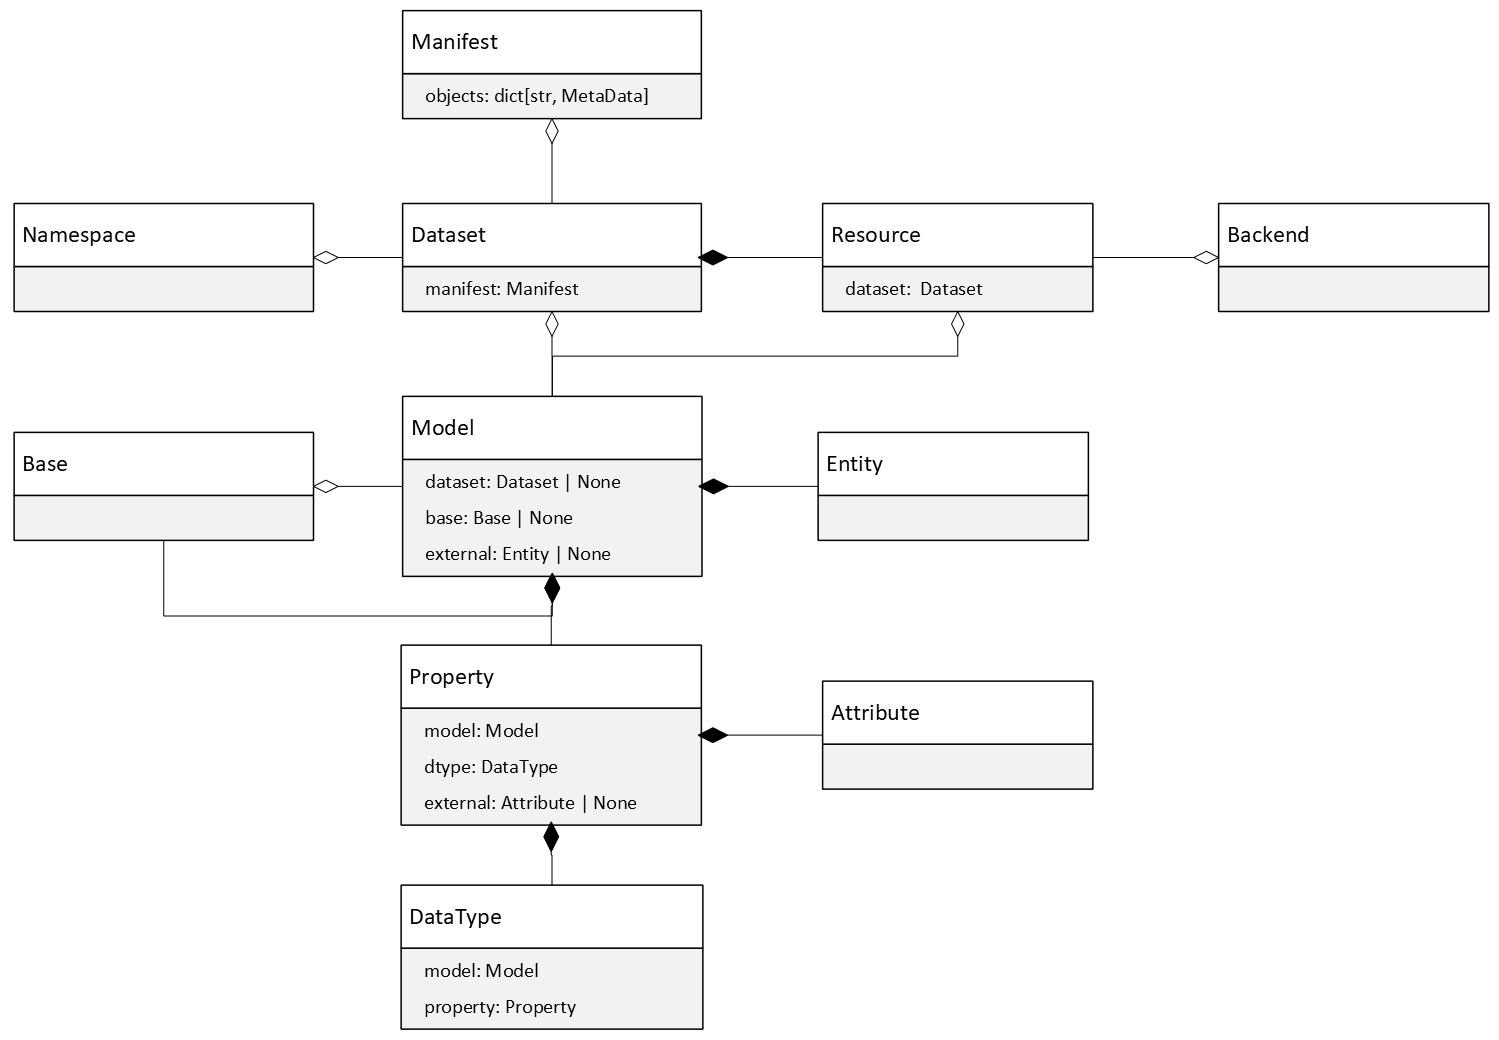 Manifest
objects: dict[str, MetaData]
Namespace
Dataset
manifest: Manifest
Resource
dataset:  Dataset
Backend
Base
Model
dataset: Dataset | None
base: Base | None
external: Entity | None
Entity
Property
model: Model
dtype: DataType
external: Attribute | None
Attribute
DataType
model: Model
property: Property